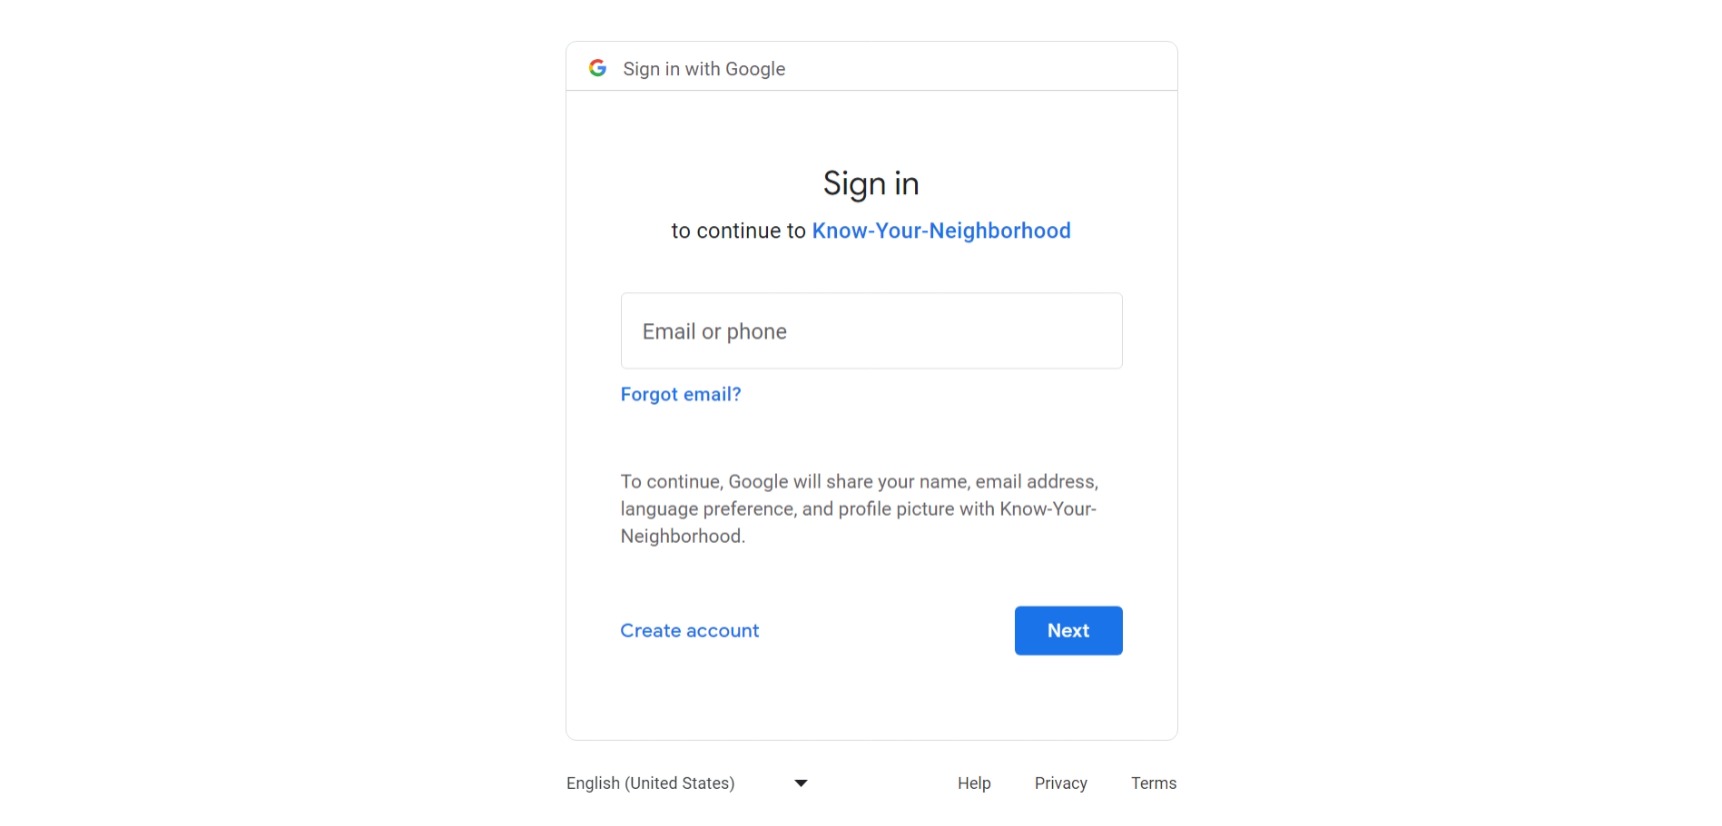 Sign in with Google
Sign in
to continue to Know-Your-Neighborhood
Email or phone
Forgot email?
To continue, Google will share your name, email address,
language preference, and profile picture with Know-Your-
Neighborhood.
Create account
Next
English (United States)
Help
Privacy
Terms